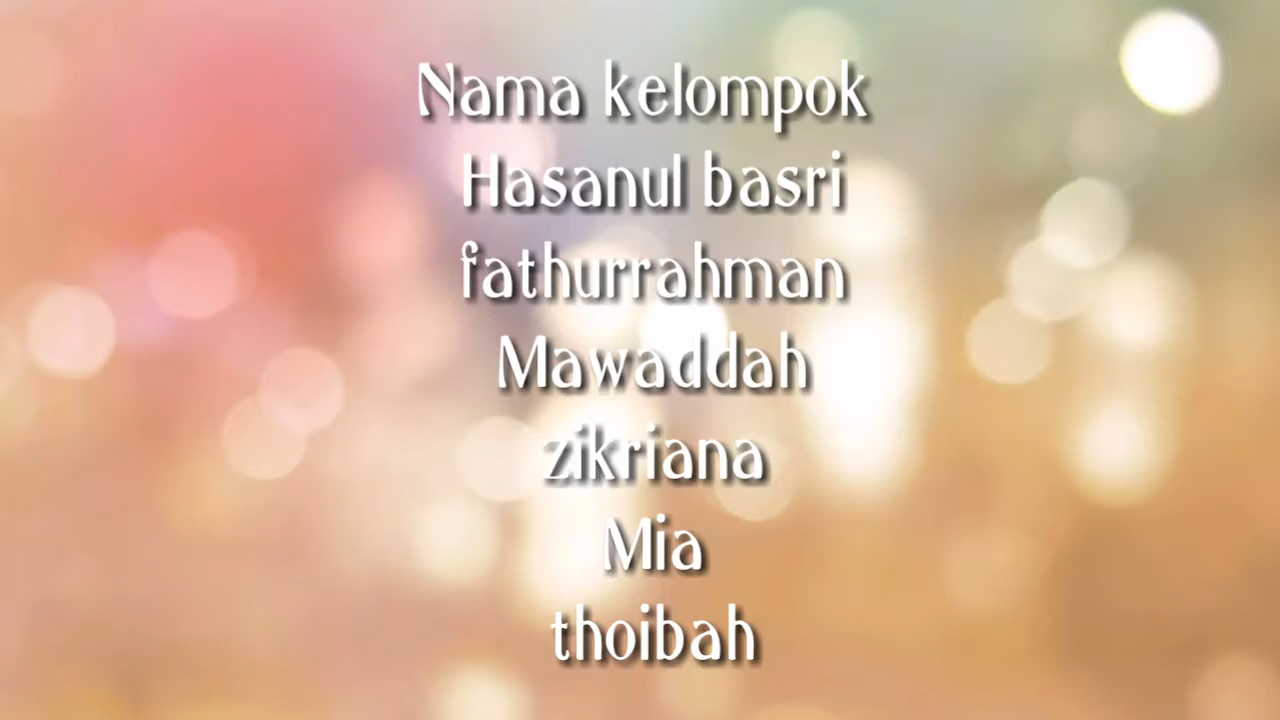 Nama kelompok
Hasanul basri
fathurrahman
Mawaddah
zikriana
Mia
thoibah